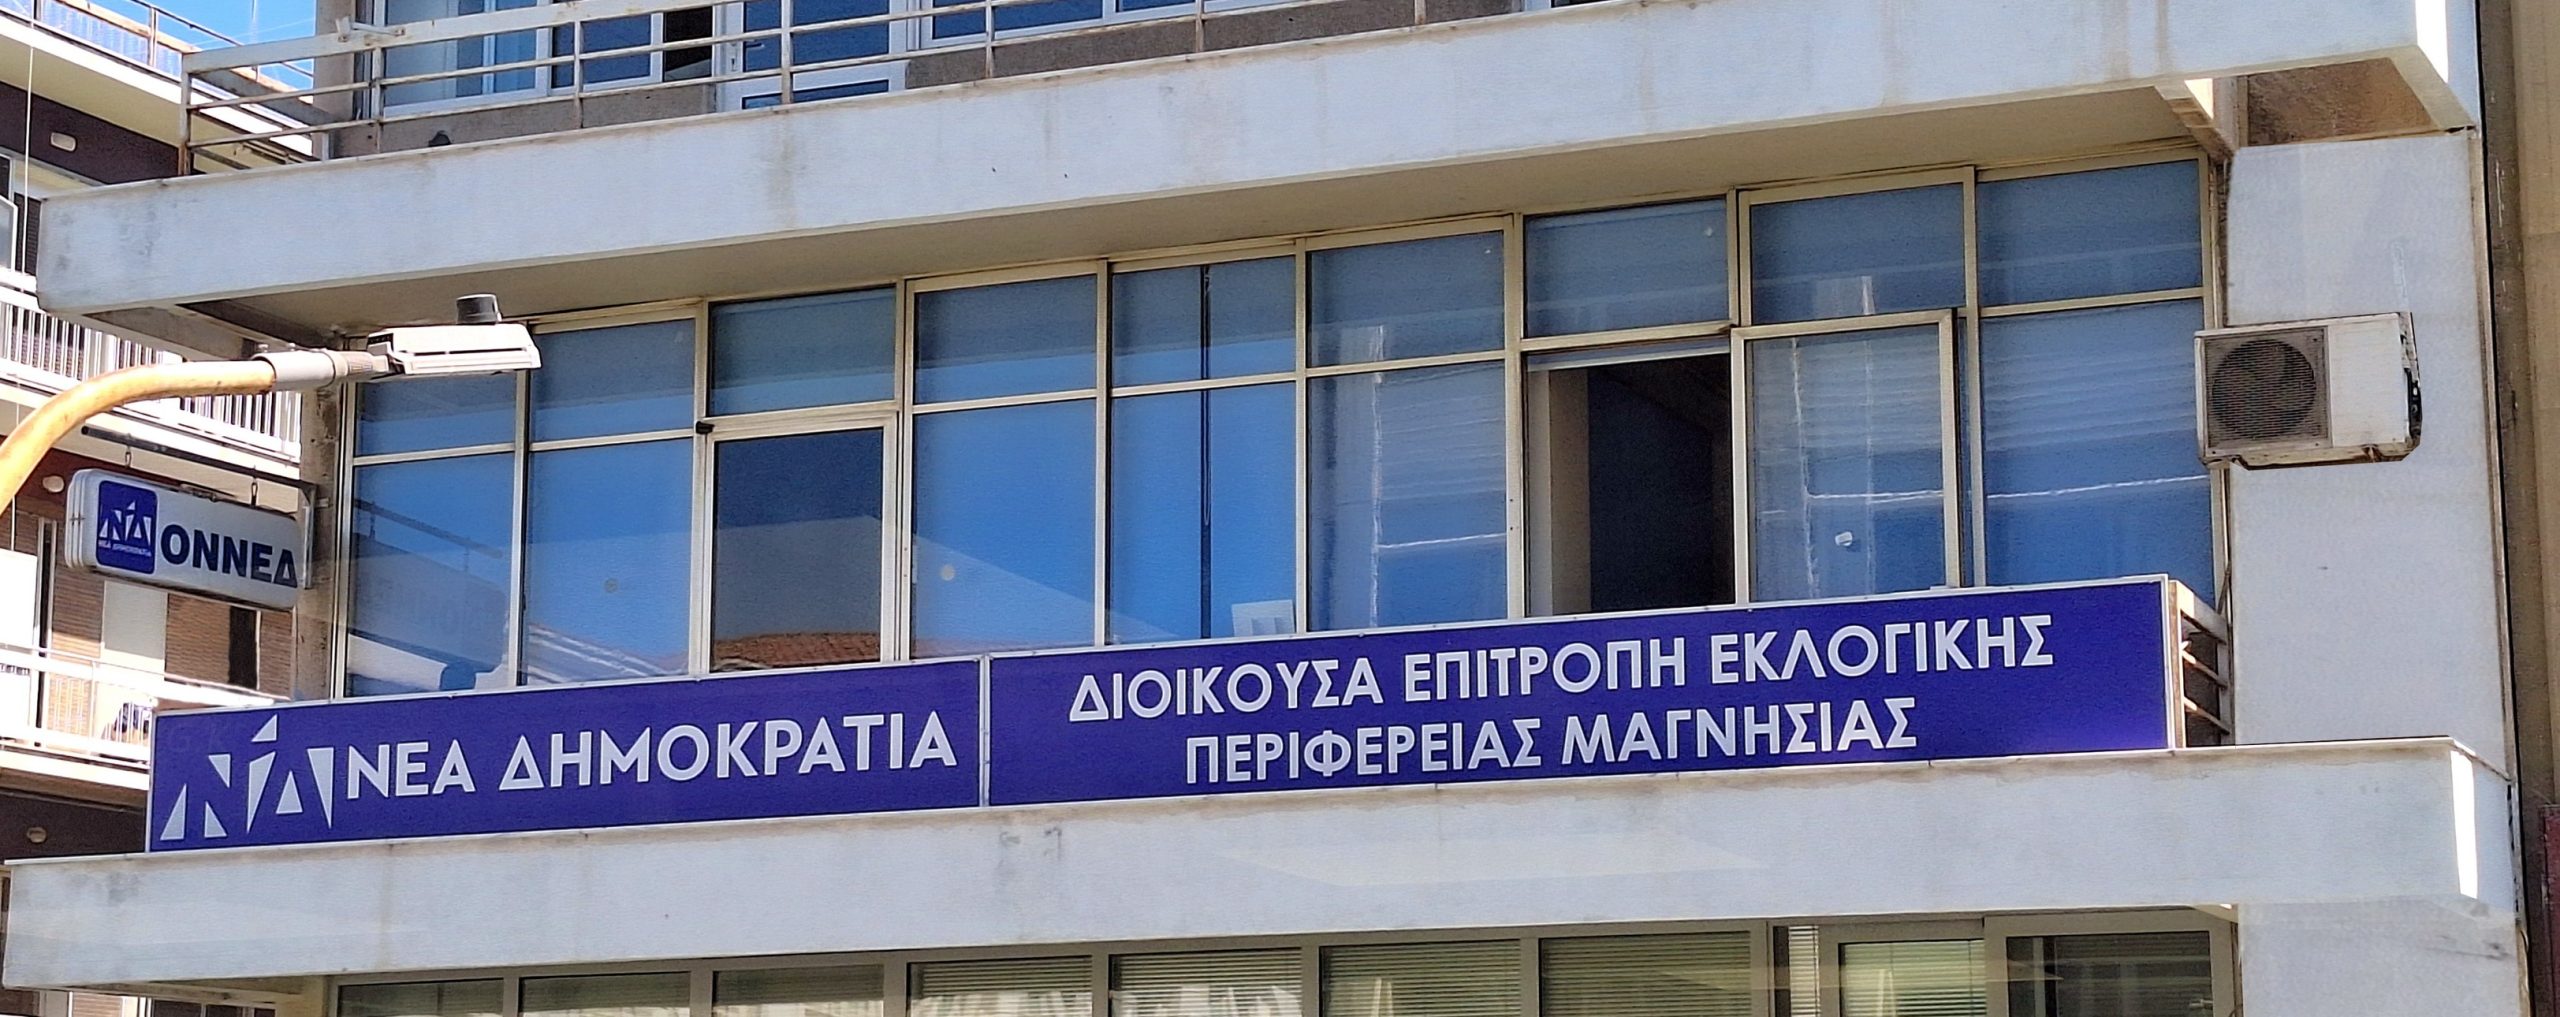 ΝΔ
ΝΕΑ ΔΗΜΟΚΡΑΤΙΑ
ΟΝΝΕΔ
ΝΔ ΝΕΑ ΔΗΜΟΚΡΑΤΙΑ
ΔΙΟΙΚΟΥΣΑ ΕΠΙΤΡΟΠΗ ΕΚΛΟΓΙΚΗΣ
ΠΕΡΙΦΕΡΕΙΑΣ ΜΑΓΝΗΣΙΑΣ